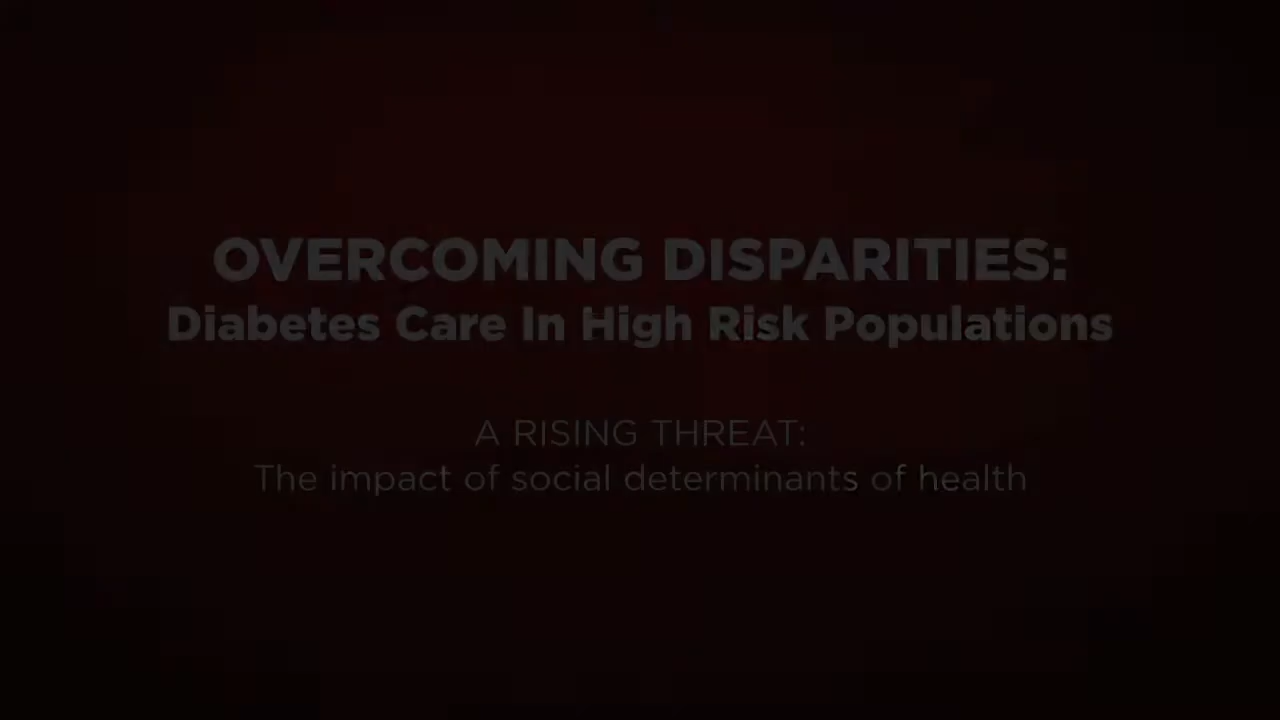 OVERCOMING DISPARITIES:
Diabetes Care In High Risk Populations
A RISING THREAT:
The impact of social determinants of health